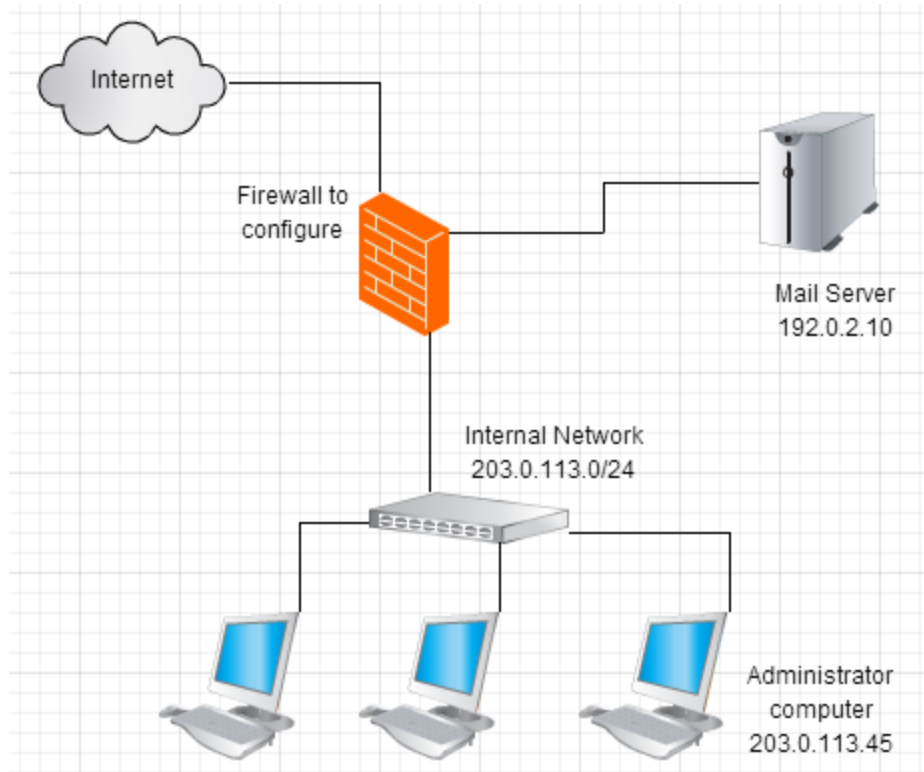 Internet
Firewall to
configure
Mail Server
192.0.2.10
Internal Network
203.0.113.0/24
Administrator
computer
203.0.113.45